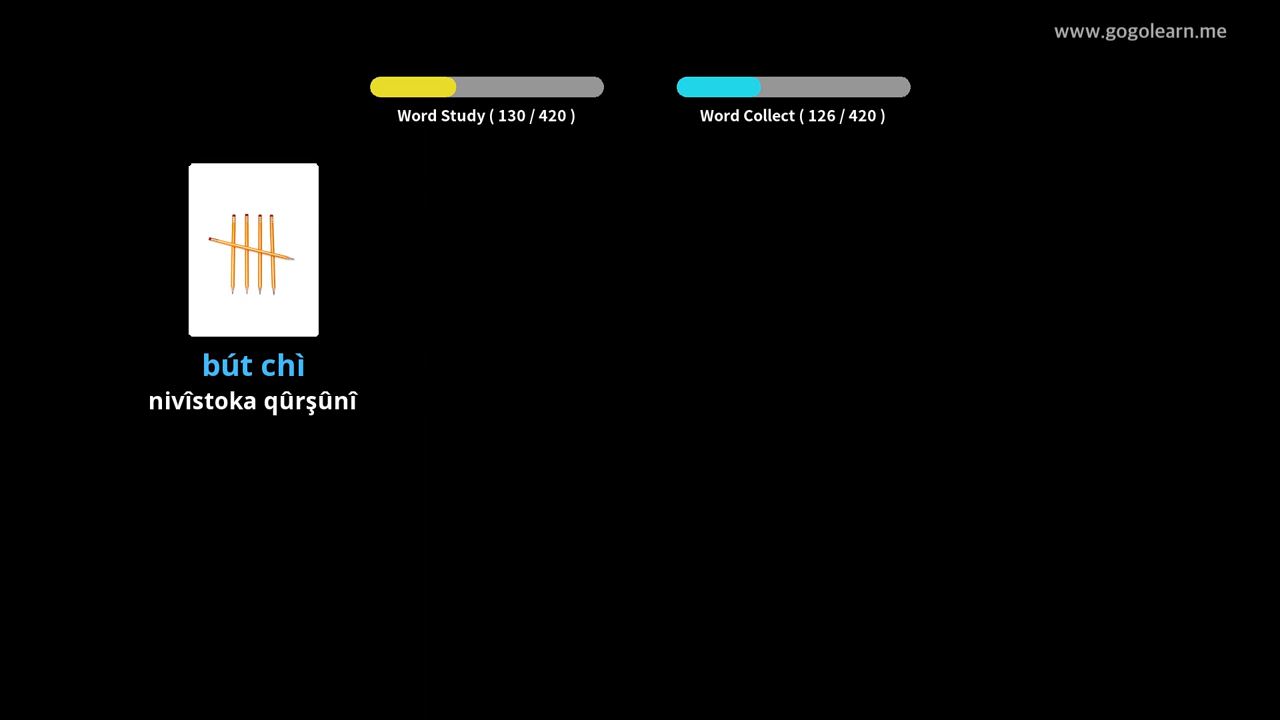 www.gogolearn.me
Word Study ( 130 / 420 )
Word Collect ( 126 / 420 )
bút chì
nivîstoka qûrşûnî